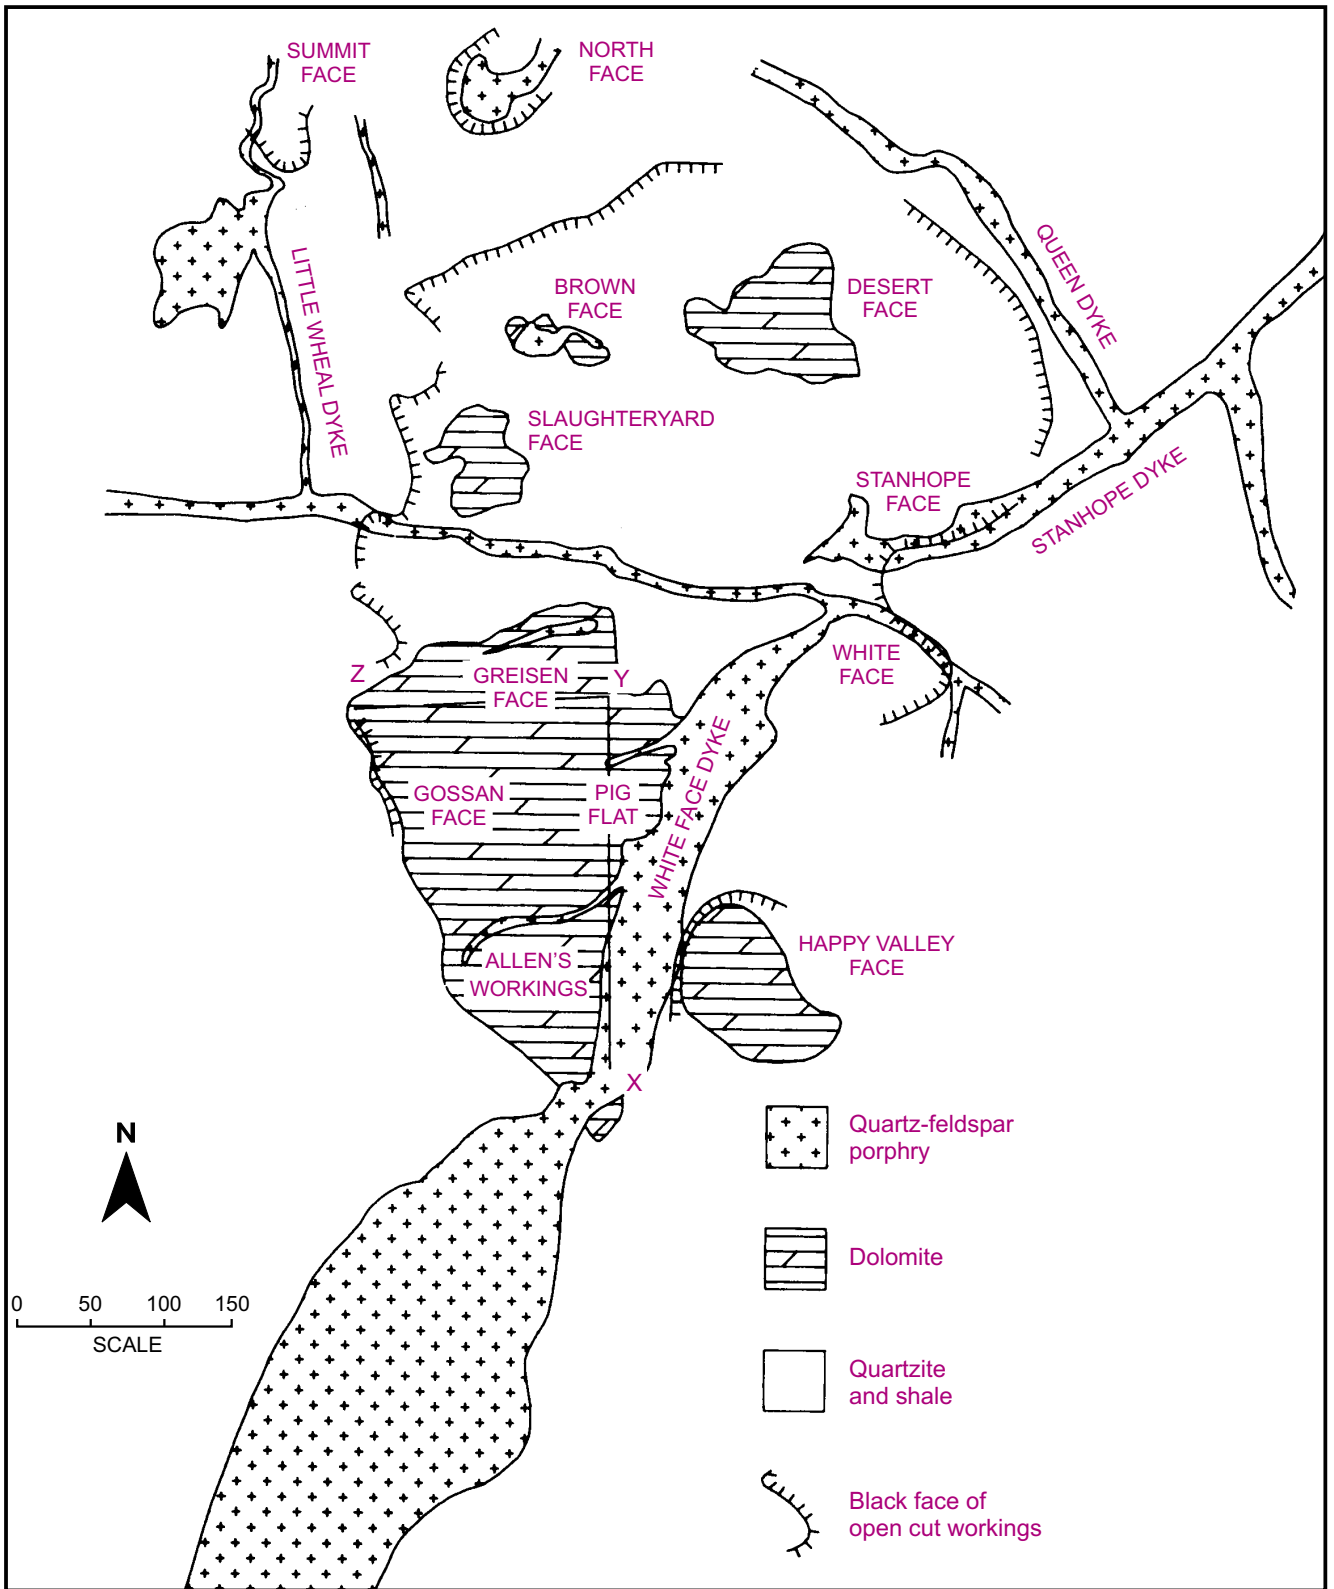 SUMMIT
FACE
NORTH
FACE
QUEEN DYKE
LITTLE WHEAL DYKE
BROWN
FACE
DESERT
FACE
SLAUGHTERYARD
FACE
STANHOPE
FACE
STANHOPE DYKE
WHITE
FACE
Z
GREISEN
FACE
Y
WHITE FACE DYKE
GOSSAN
FACE
PIG
FLAT
ALLEN'S
WORKINGS
HAPPY VALLEY
FACE
X
N
0 50 100 150
SCALE
Quartz-feldspar
porphry
Dolomite
Quartzite
and shale
Black face of
open cut workings